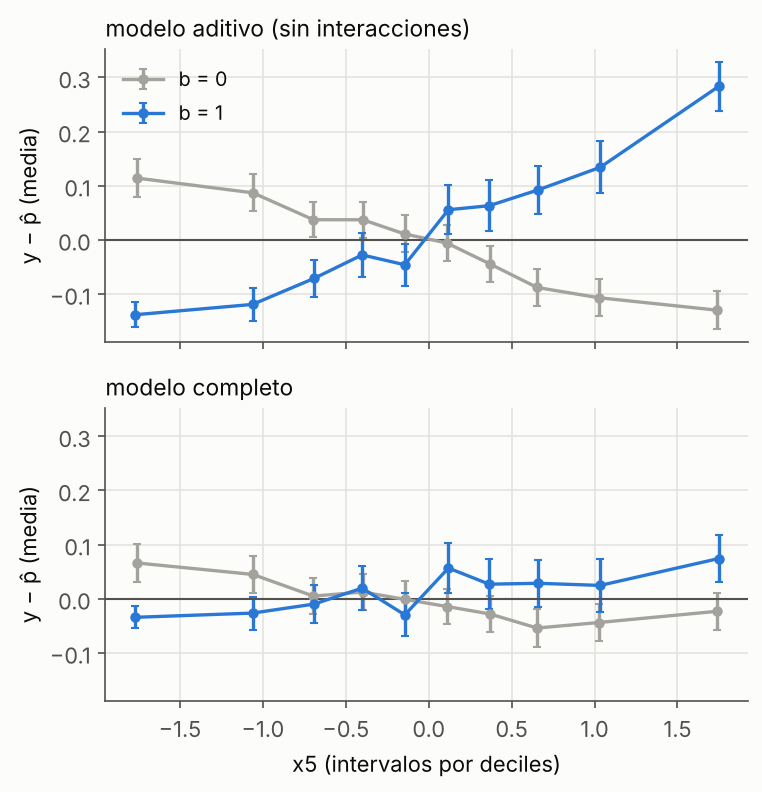 modelo aditivo (sin interacciones)
b = 0
b = 1
y − p̂ (media)
0.3
0.2
0.1
0.0
−0.1
modelo completo
y − p̂ (media)
0.3
0.2
0.1
0.0
−0.1
−1.5 −1.0 −0.5 0.0 0.5 1.0 1.5
x5 (intervalos por deciles)